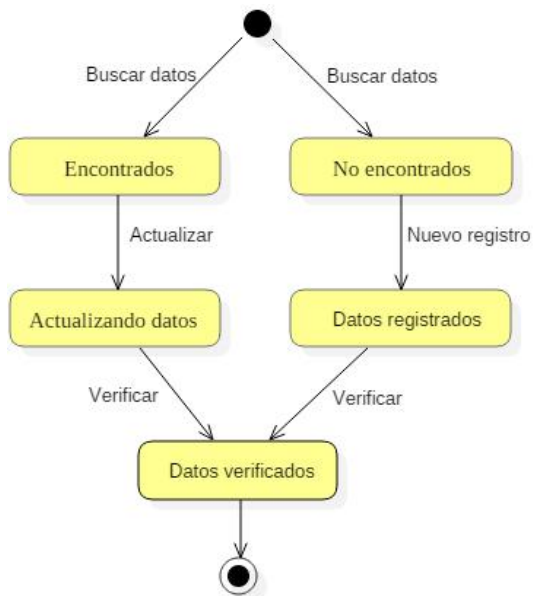 Buscar datos
Buscar datos
Encontrados
No encontrados
Actualizar
Nuevo registro
Actualizando datos
Datos registrados
Verificar
Verificar
Datos verificados